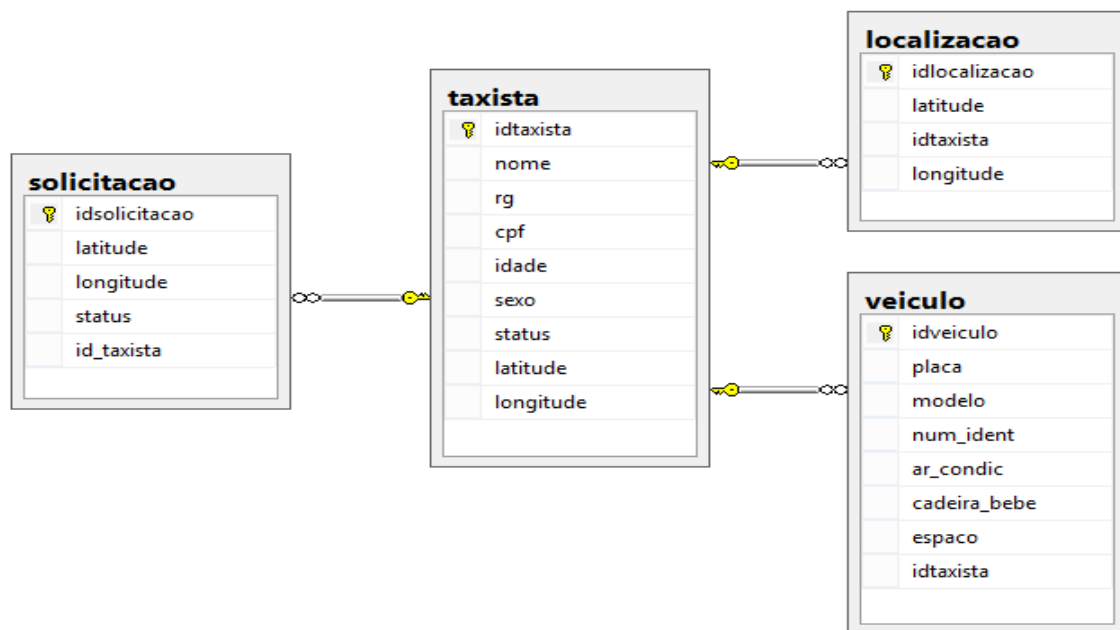 solicitacao
idsolicitacao
latitude
longitude
status
id_taxista
taxista
idtaxista
nome
rg
cpf
idade
sexo
status
latitude
longitude
localizacao
idlocalizacao
latitude
idtaxista
longitude
veiculo
idveiculo
placa
modelo
num_ident
ar_condic
cadeira_bebe
espaco
idtaxista